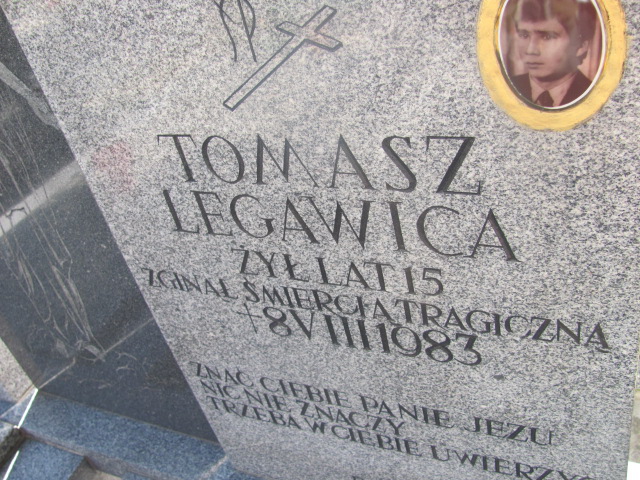 TOMASZ
LEGAWICA
ŻYŁ LAT 15
ZGINĄŁ ŚMIERCIĄ TRAGICZNĄ
+ 8 VIII 1983
ZNAĆ CIEBIE PANIE JEZU
NIC NIE ZNACZY
TRZEBA W CIEBIE